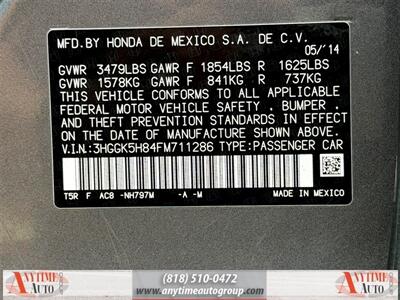 MFD.BY HONDA DE MEXICO S.A. DE C.V.
05/'14
GVWR 3479LBS GAWR F 1854LBS R 1625LBS
GVWR 1578KG GAWR F 841KG R 737KG
THIS VEHICLE CONFORMS TO ALL APPLICABLE
FEDERAL MOTOR VEHICLE SAFETY , BUMPER ,
AND THEFT PREVENTION STANDARDS IN EFFECT
ON THE DATE OF MANUFACTURE SHOWN ABOVE.
V.I.N:3HGGK5H84FM711286 TYPE:PASSENGER CAR
T5R F AC8 -NH797M -A -M MADE IN MEXICO
ANYTIMES AUTO
(818) 510-0472
www.anytimeautogroup.com
ANYTIMES AUTO